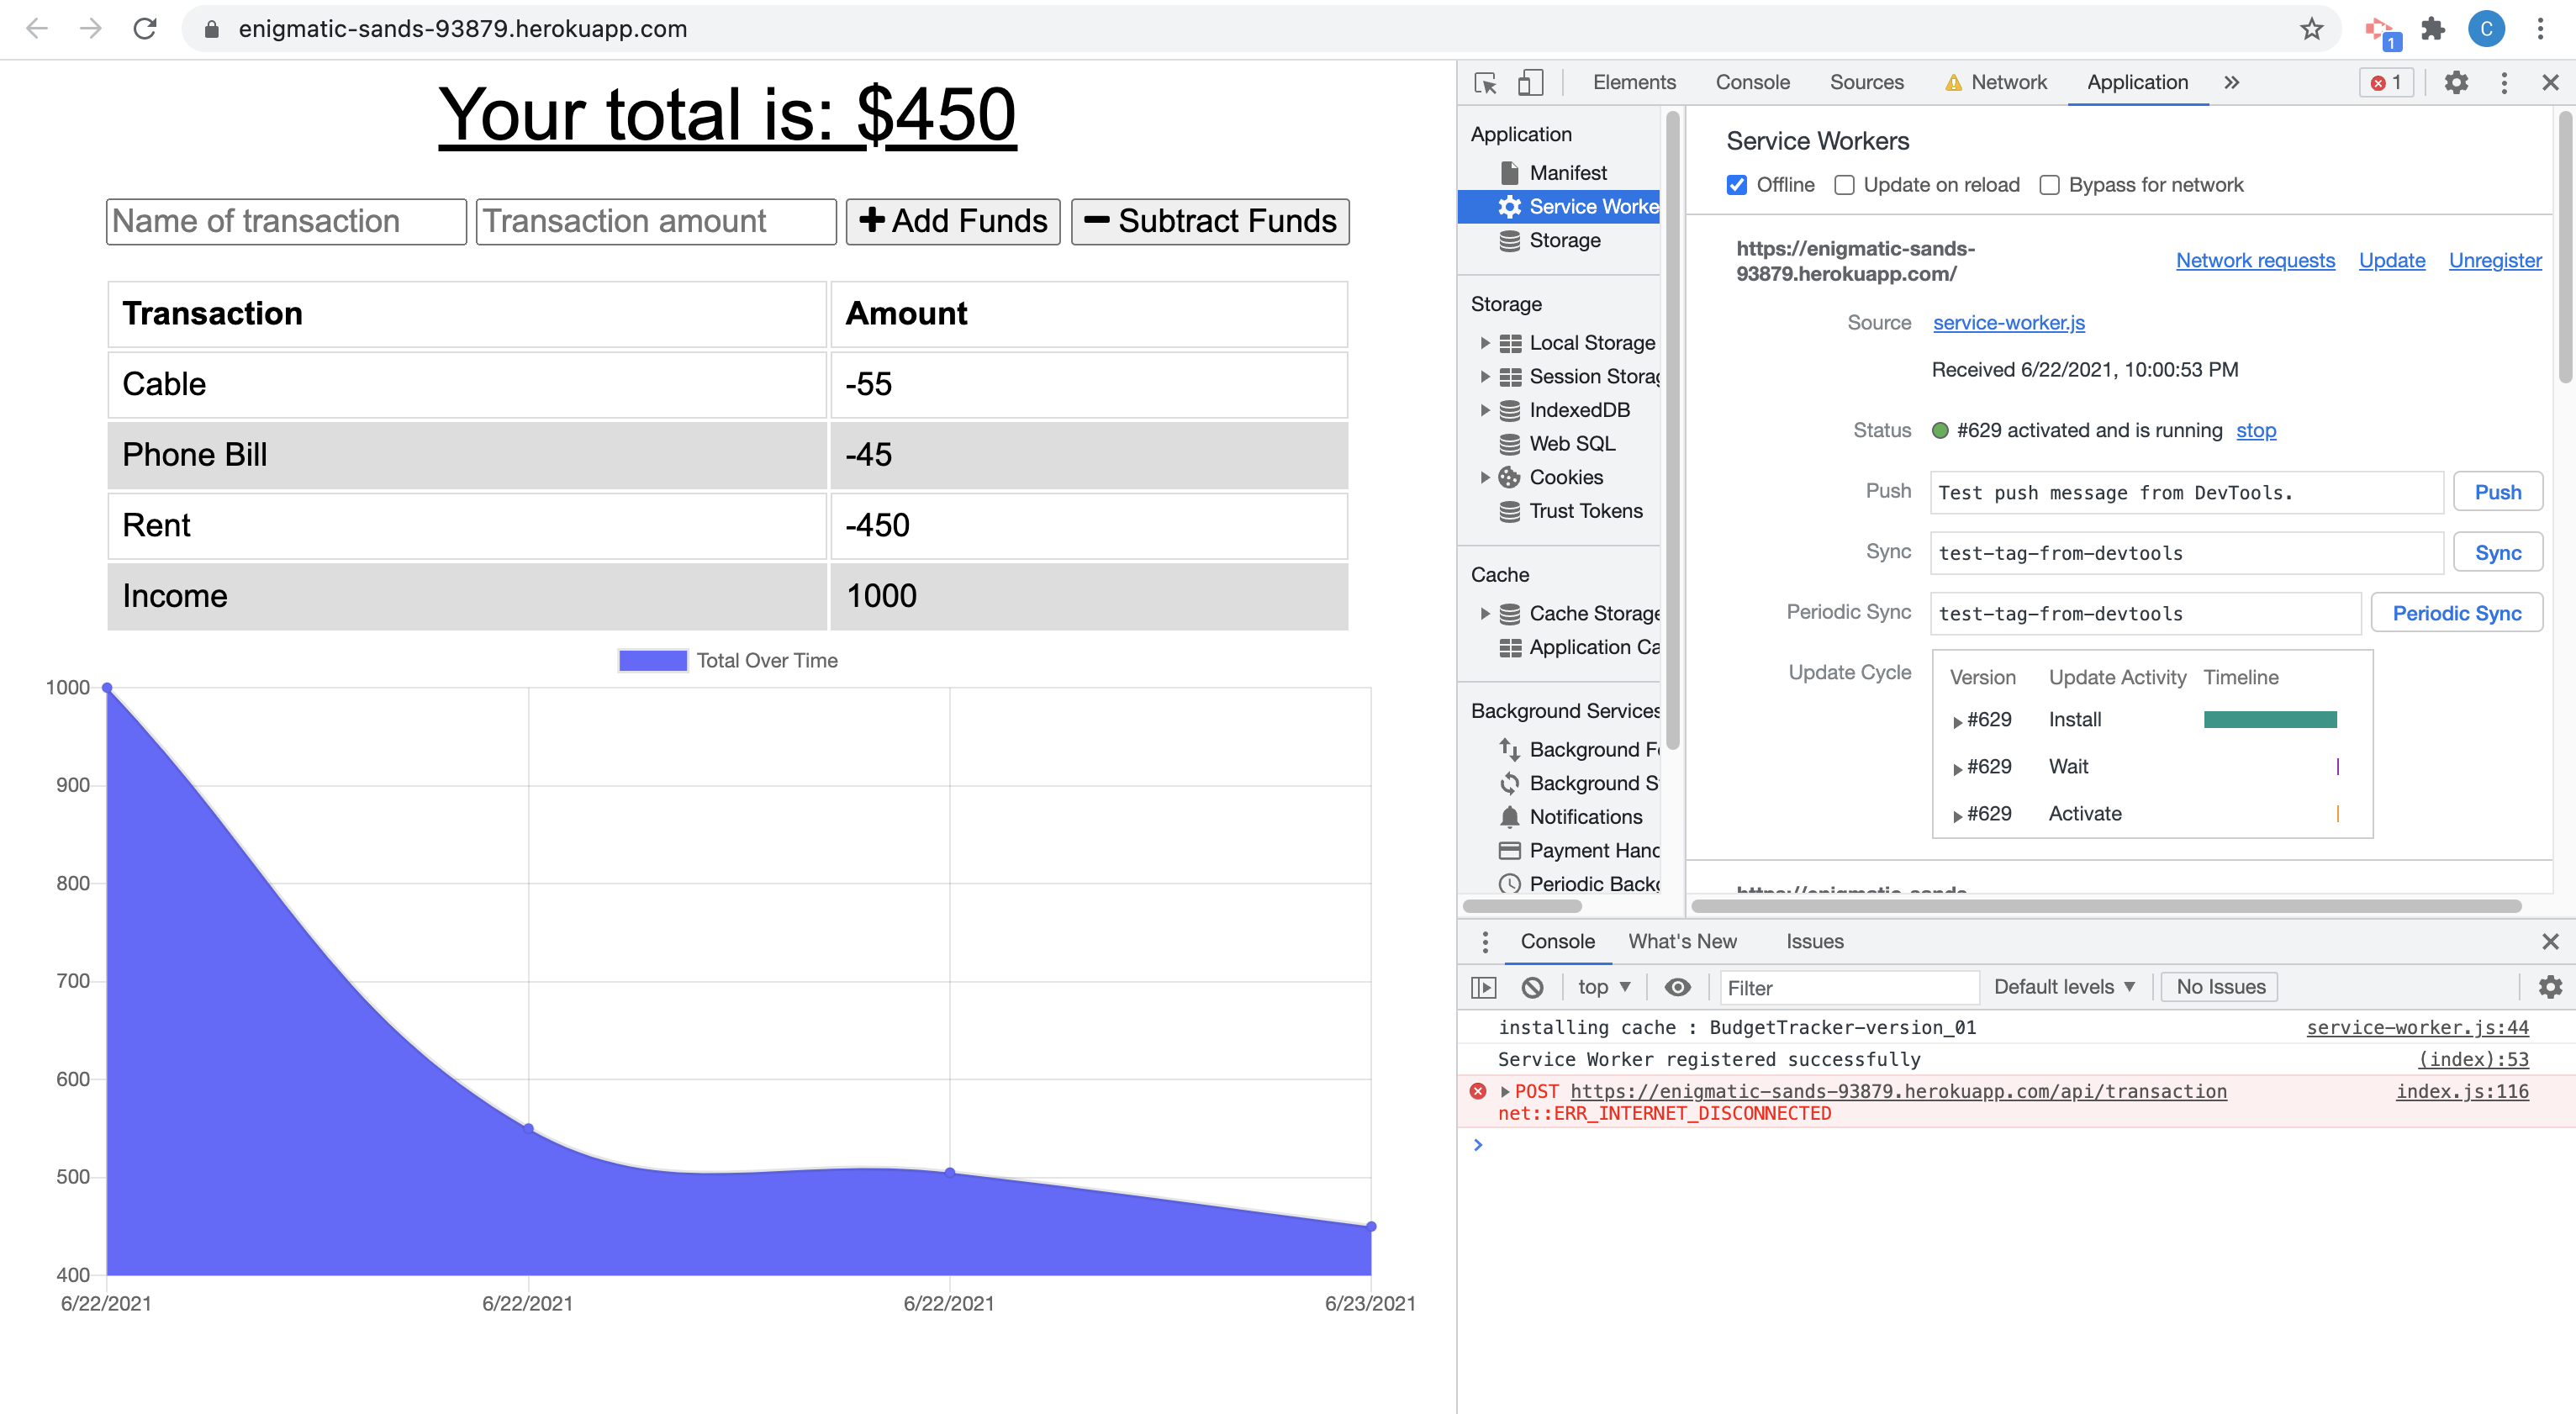 enigmatic-sands-93879.herokuapp.com
1
C
Your total is: $450
Name of transaction Transaction amount Add Funds Subtract Funds
Transaction Amount
Cable -55
Phone Bill -45
Rent -450
Income 1000
Total Over Time
1000
900
800
700
600
500
400
6/22/2021 6/22/2021 6/22/2021 6/23/2021
Elements Console Sources Network Application » 1
Application
Manifest
Service Worke
Storage
Storage
Local Storage
Session Storag
IndexedDB
Web SQL
Cookies
Trust Tokens
Cache
Cache Storage
Application Ca
Background Services
Background Fe
Background S
Notifications
Payment Hand
Periodic Backg
Service Workers
Offline Update on reload Bypass for network
https://enigmatic-sands-
93879.herokuapp.com/
Network requests Update Unregister
Source service-worker.js
Received 6/22/2021, 10:00:53 PM
Status #629 activated and is running stop
Push Test push message from DevTools. Push
Sync test-tag-from-devtools Sync
Periodic Sync test-tag-from-devtools Periodic Sync
Update Cycle Version Update Activity Timeline
#629 Install
#629 Wait
#629 Activate
https://enigmatic-sands-
Console What's New Issues
top Filter Default levels No Issues
installing cache : BudgetTracker-version_01 service-worker.js:44
Service Worker registered successfully (index):53
POST https://enigmatic-sands-93879.herokuapp.com/api/transaction index.js:116
net::ERR_INTERNET_DISCONNECTED